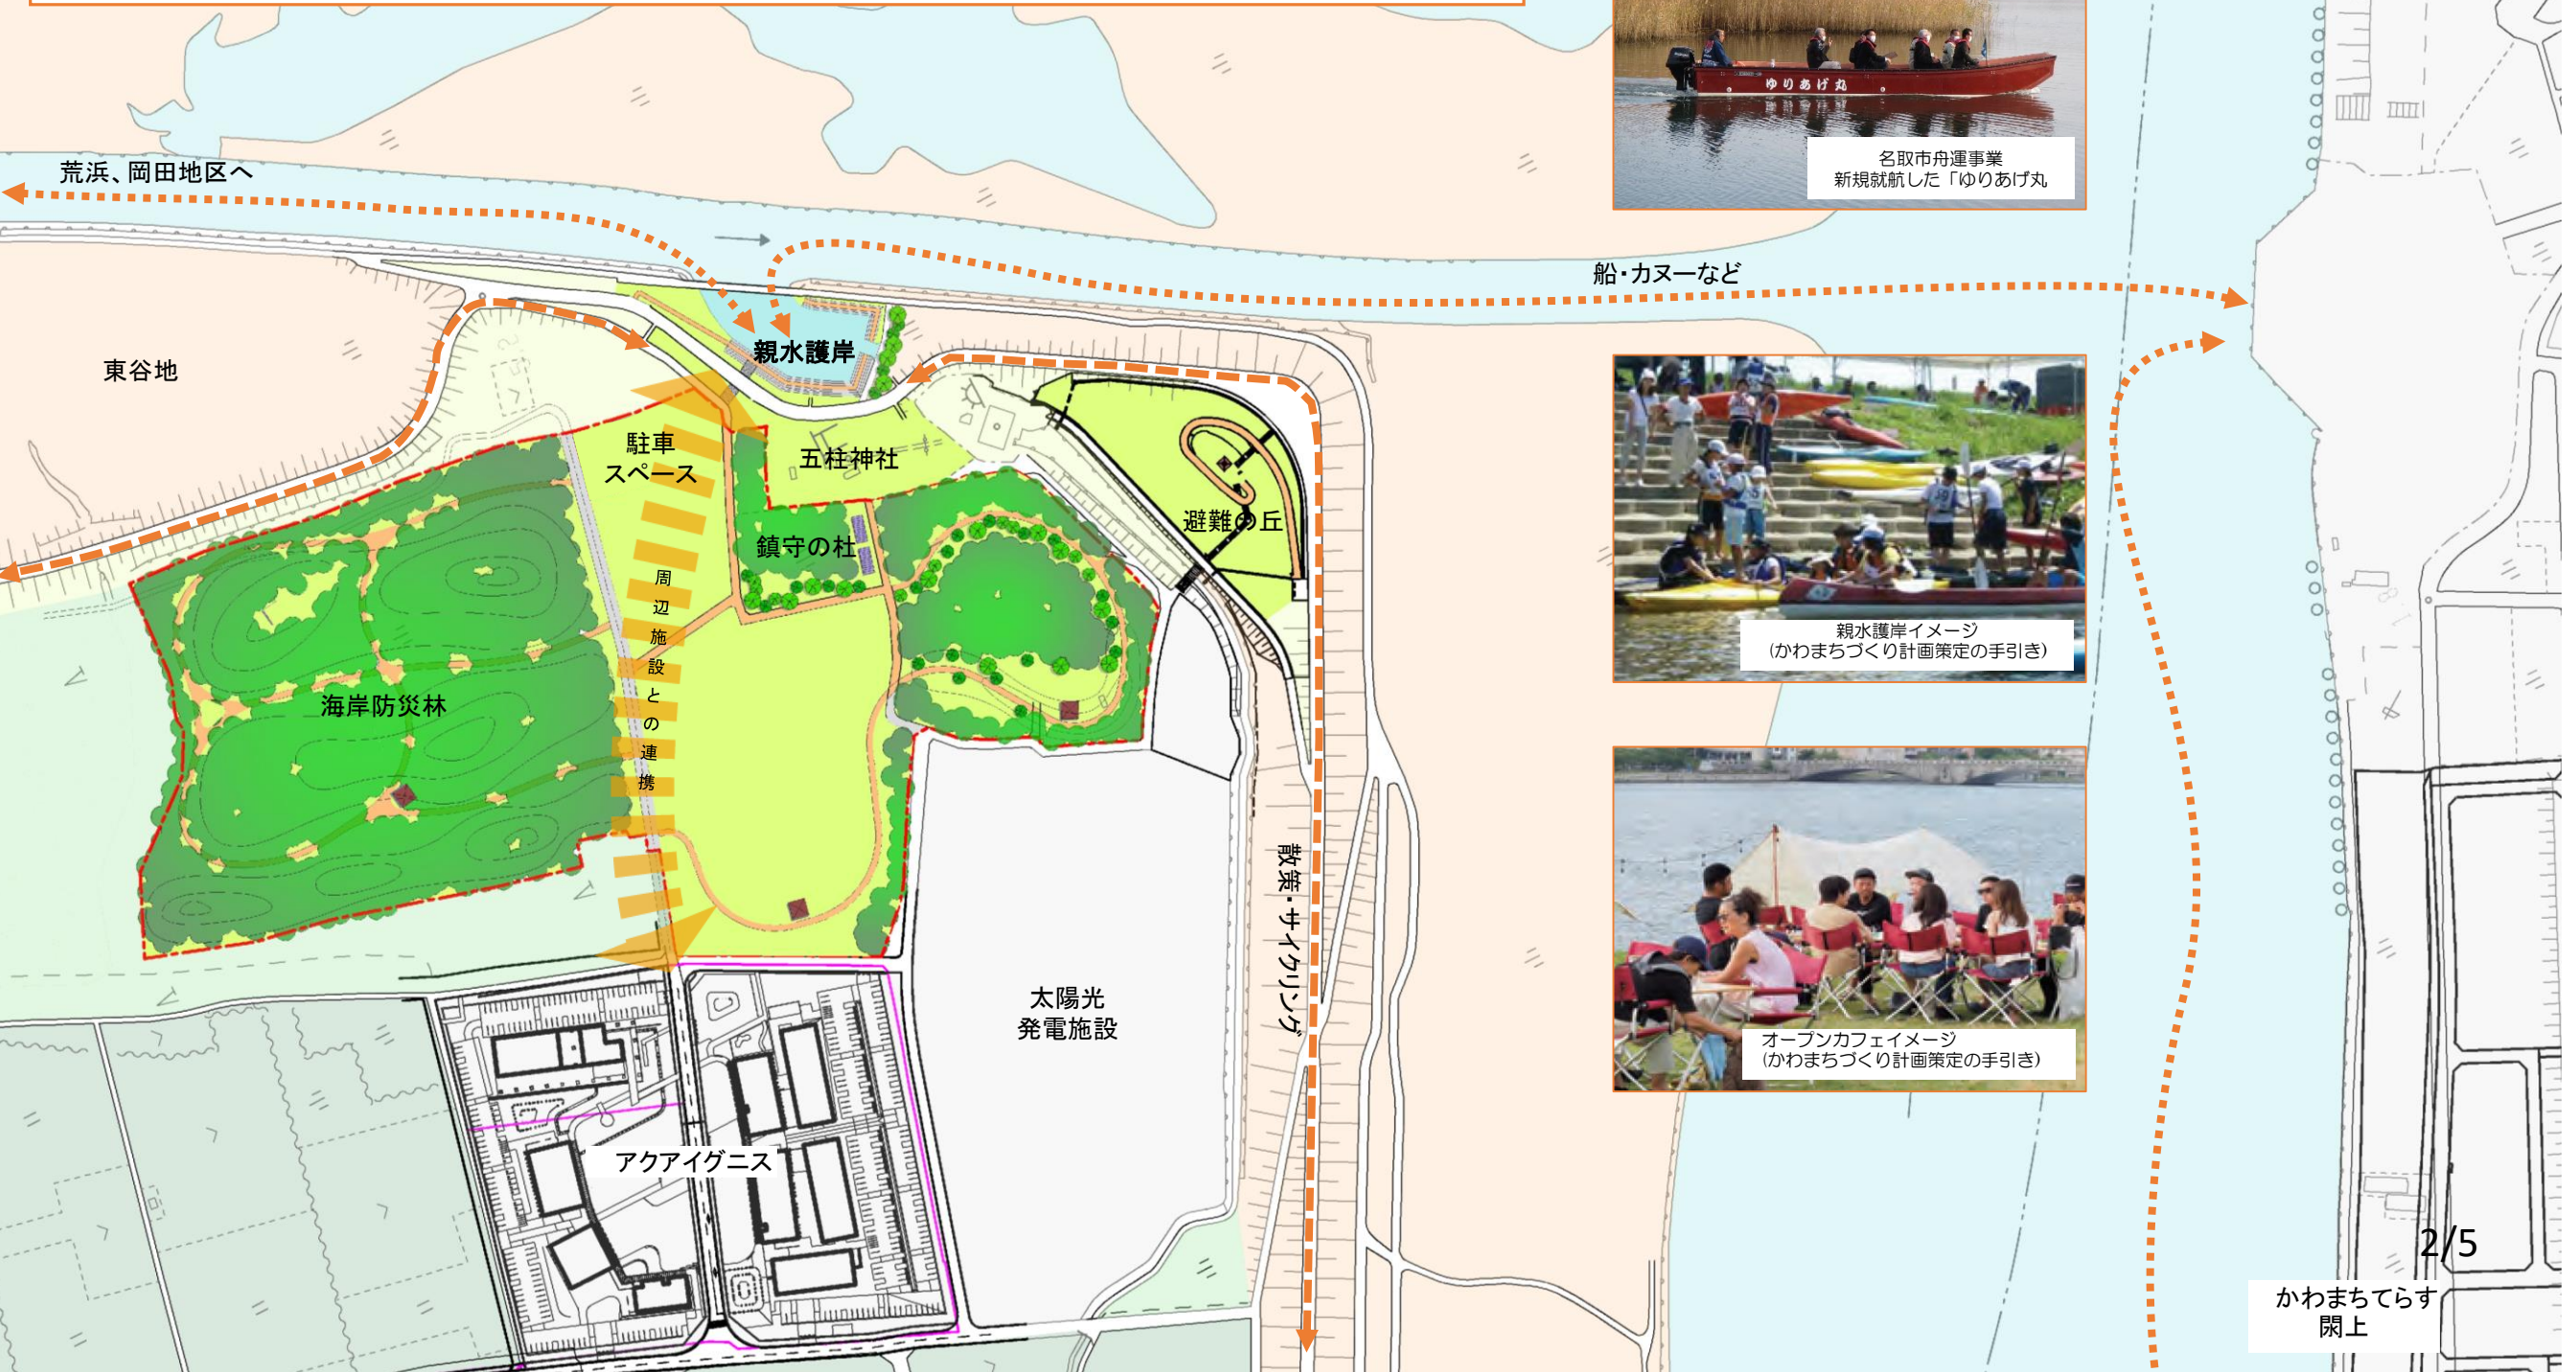 名取市舟運事業
新規就航した「ゆりあげ丸
ゆりあげ丸
荒浜、岡田地区へ
船・カヌーなど
親水護岸
東谷地
駐車
スペース
五柱神社
避難の丘
鎮守の杜
周辺施設との連携
海岸防災林
親水護岸イメージ
(かわまちづくり計画策定の手引き)
散策・サイクリング
太陽光
発電施設
オープンカフェイメージ
(かわまちづくり計画策定の手引き)
アクアイグニス
2/5
かわまちてらす
閖上